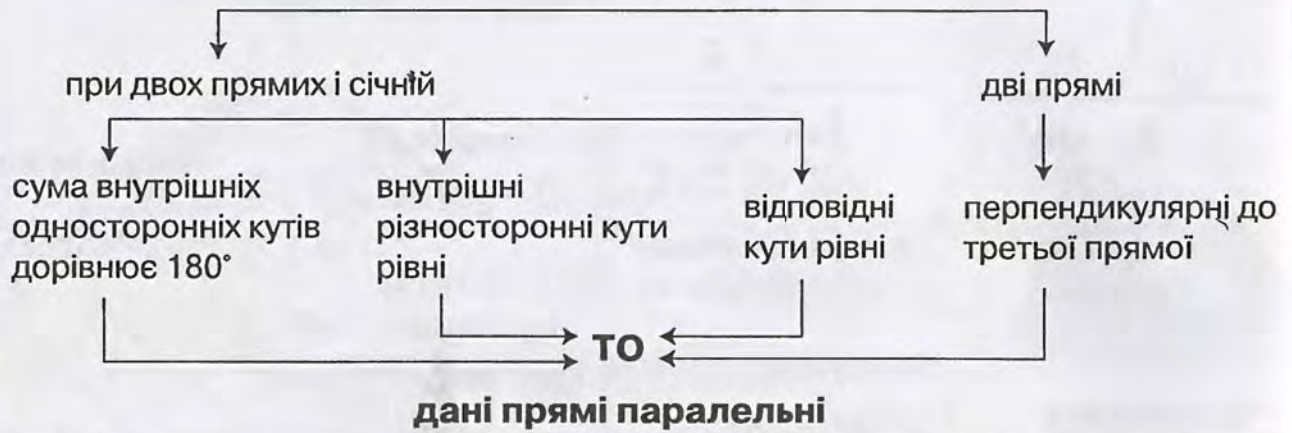 при двох прямих і січній
дві прямі
сума внутрішніх
односторонніх кутів
дорівнює 180°
внутрішні
різносторонні кути
рівні
відповідні
кути рівні
перпендикулярні до
третьої прямої
ТО
дані прямі паралельні